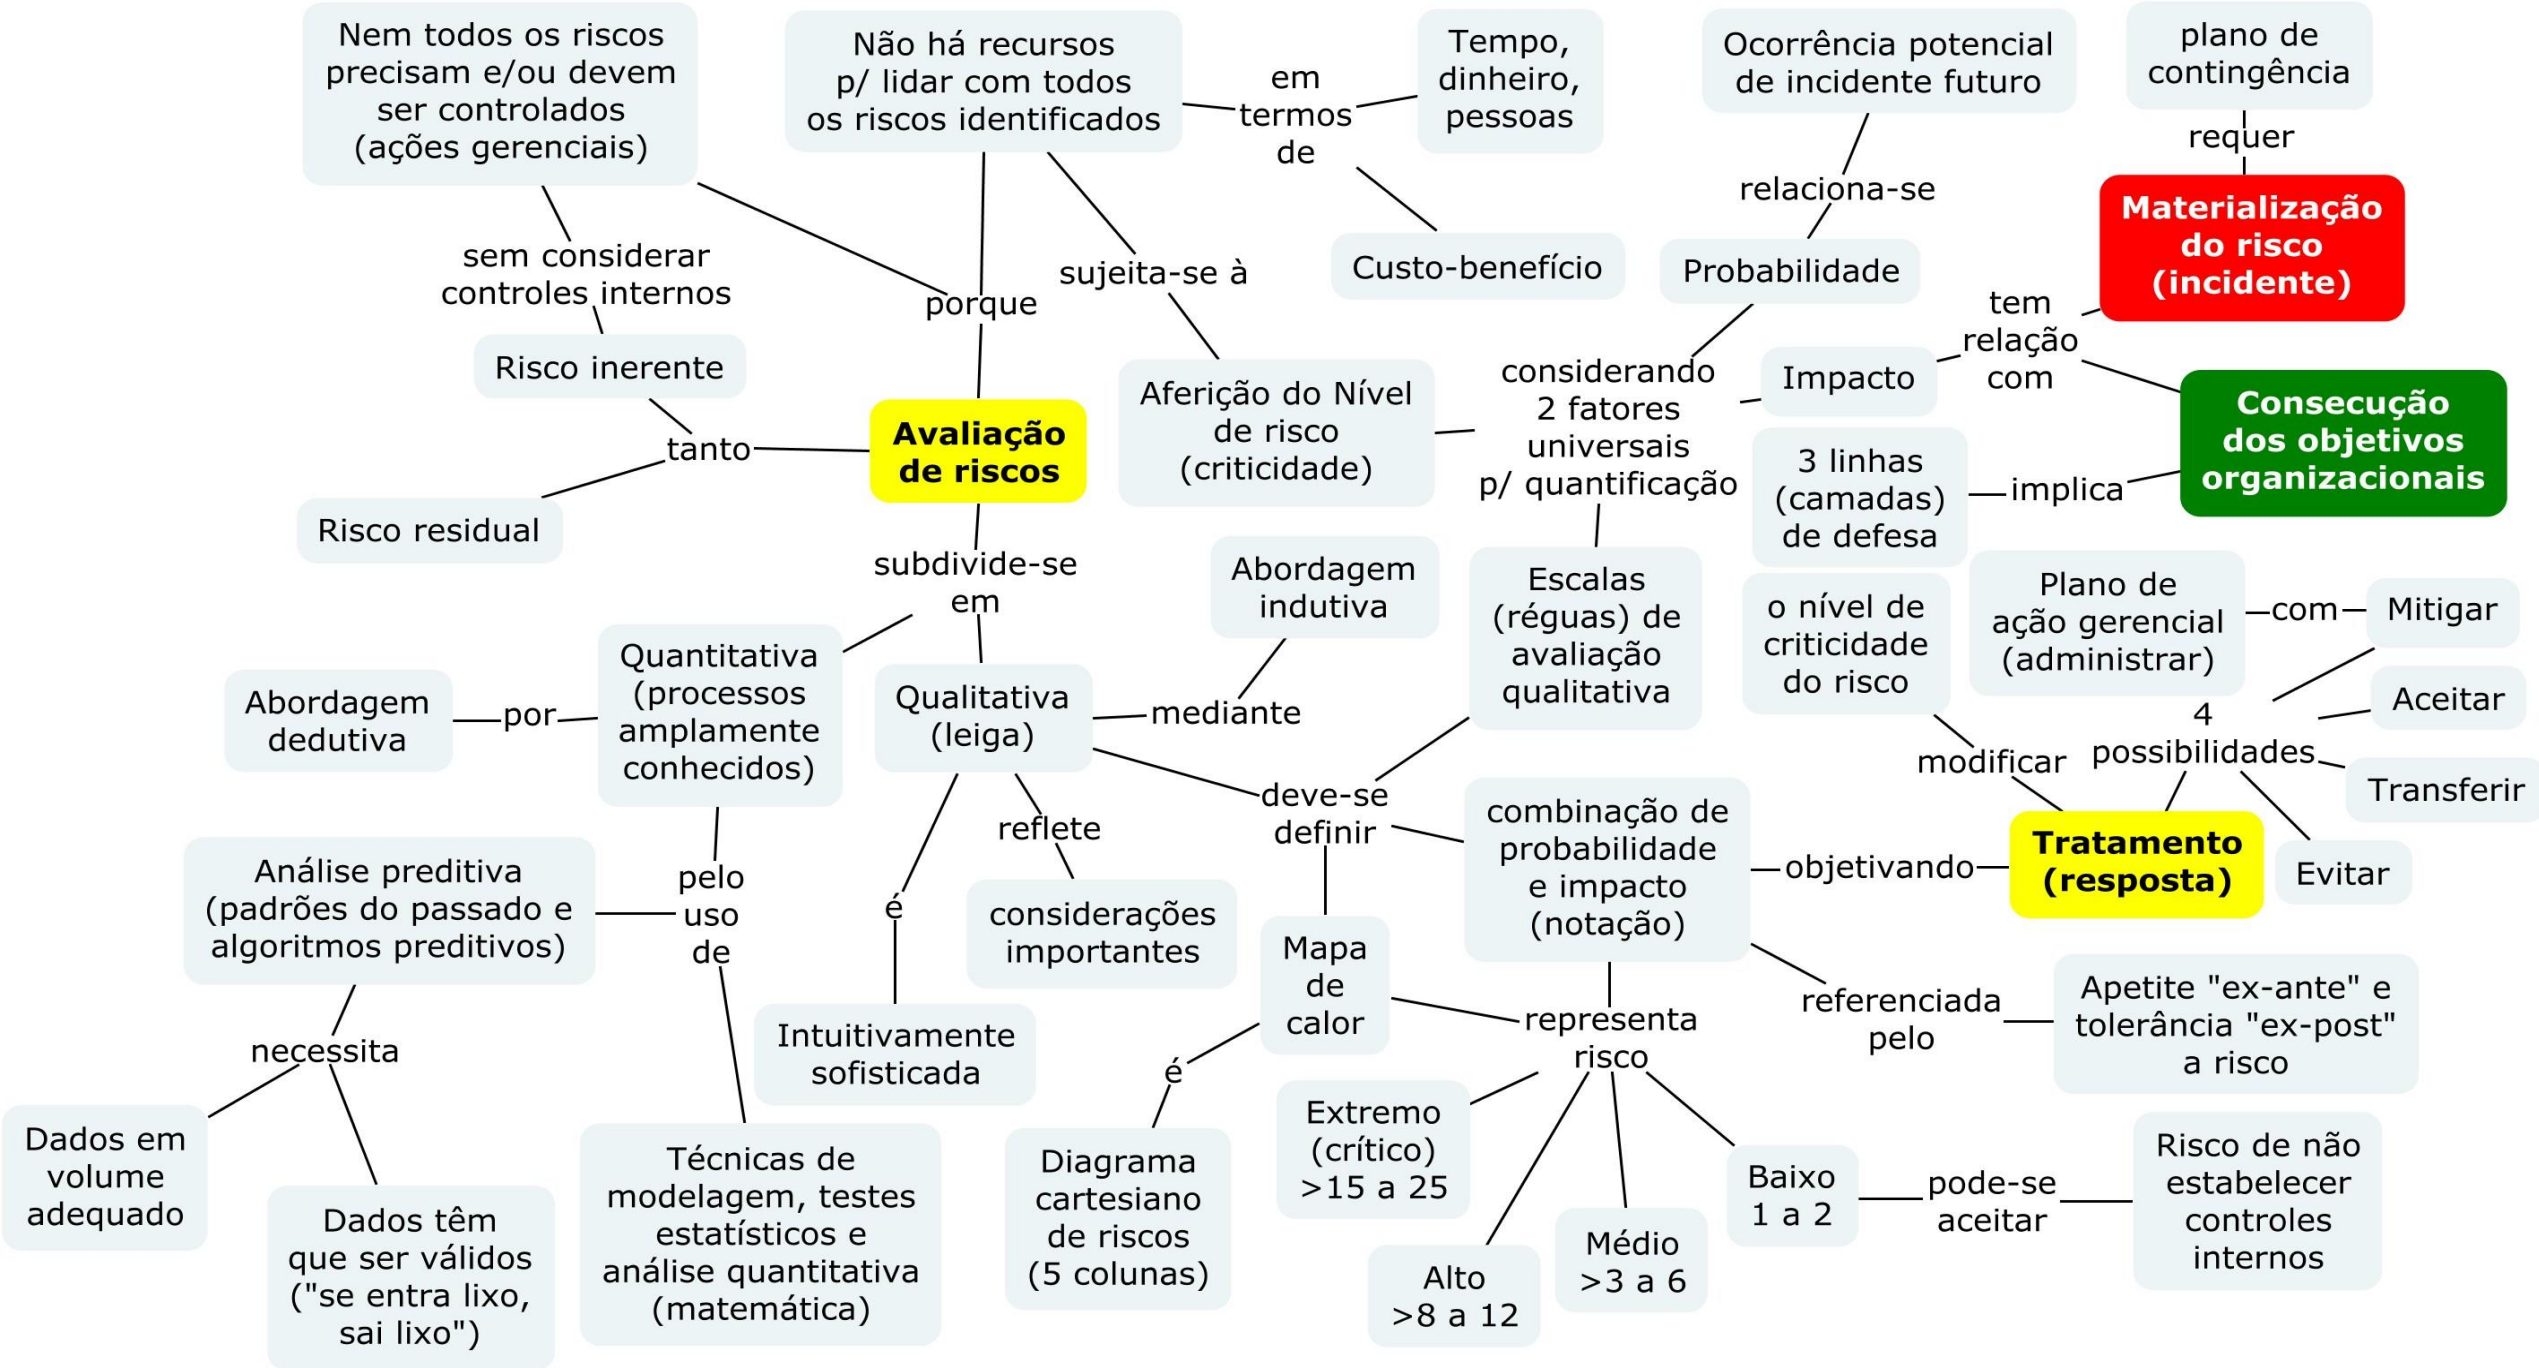 Nem todos os riscos
precisam e/ou devem
ser controlados
(ações gerenciais)
Não há recursos
p/ lidar com todos
os riscos identificados
em
termos
de
Tempo,
dinheiro,
pessoas
Ocorrência potencial
de incidente futuro
plano de
contingência
requer
relaciona-se
Materialização
do risco
(incidente)
sem considerar
controles internos
porque
sujeita-se à
Custo-benefício
Probabilidade
tem
relação
com
Risco inerente
Avaliação
de riscos
tanto
Risco residual
Aferição do Nível
de risco
(criticidade)
considerando
2 fatores
universais
p/ quantificação
Impacto
Consecução
dos objetivos
organizacionais
3 linhas
(camadas)
de defesa
implica
subdivide-se
em
Abordagem
indutiva
Escalas
(réguas) de
avaliação
qualitativa
o nível de
criticidade
do risco
Plano de
ação gerencial
(administrar)
com
Mitigar
Aceitar
4
possibilidades
Transferir
Evitar
modificar
Tratamento
(resposta)
Abordagem
dedutiva
por
Quantitativa
(processos
amplamente
conhecidos)
Qualitativa
(leiga)
mediante
deve-se
definir
reflete
combinação de
probabilidade
e impacto
(notação)
objetivando
Análise preditiva
(padrões do passado e
algoritmos preditivos)
pelo
uso
de
é
considerações
importantes
Mapa
de
calor
representa
risco
referenciada
pelo
Apetite "ex-ante" e
tolerância "ex-post"
a risco
necessita
Intuitivamente
sofisticada
é
Dados em
volume
adequado
Dados têm
que ser válidos
("se entra lixo,
sai lixo")
Técnicas de
modelagem, testes
estatísticos e
análise quantitativa
(matemática)
Diagrama
cartesiano
de riscos
(5 colunas)
Extremo
(crítico)
>15 a 25
Alto
>8 a 12
Médio
>3 a 6
Baixo
1 a 2
pode-se
aceitar
Risco de não
estabelecer
controles
internos